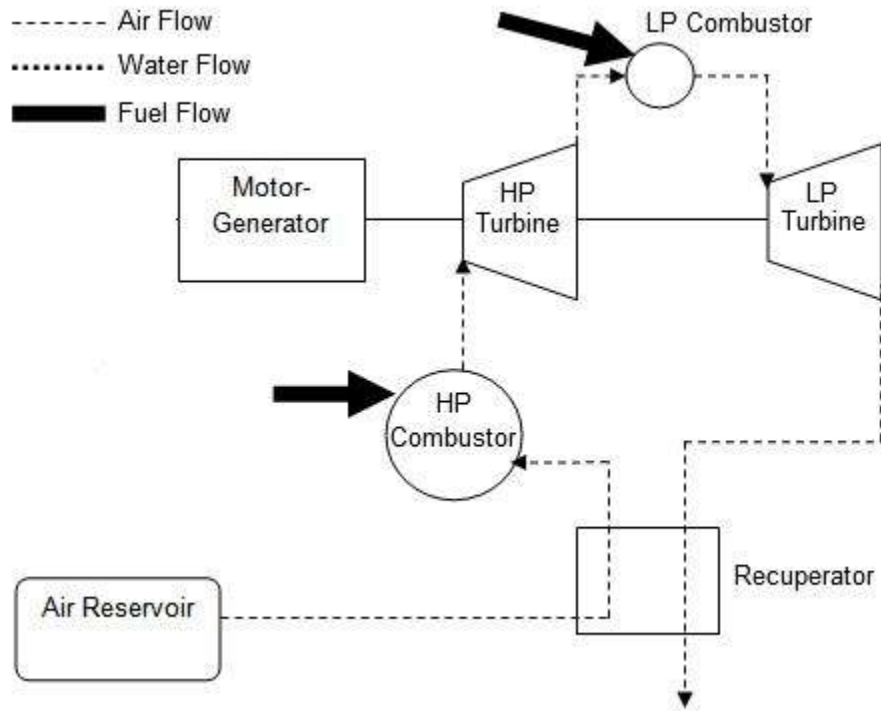 Air Flow
Water Flow
Fuel Flow
LP Combustor
Motor-
Generator
HP
Turbine
LP
Turbine
HP
Combustor
Recuperator
Air Reservoir